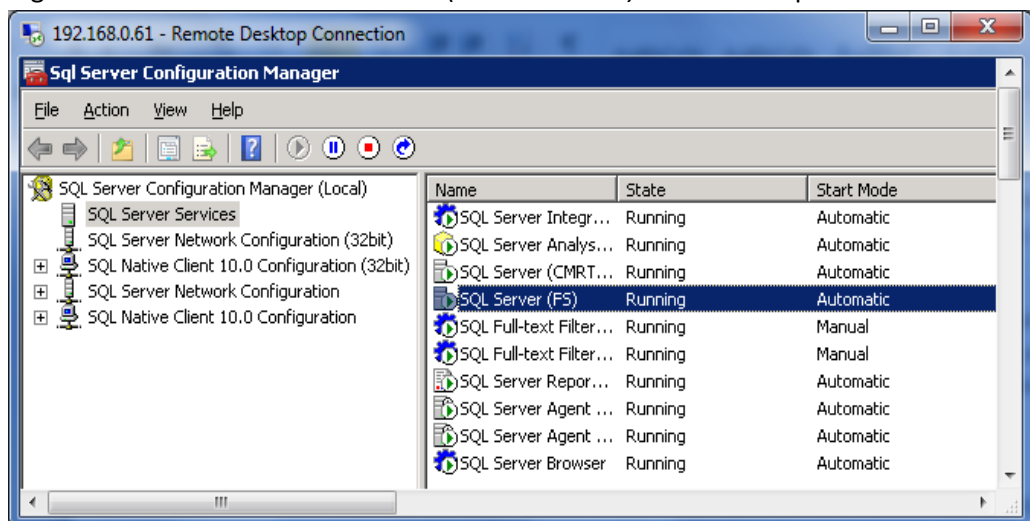 192.168.0.61 - Remote Desktop Connection
Sql Server Configuration Manager
File Action View Help
SQL Server Configuration Manager (Local)
SQL Server Services
SQL Server Network Configuration (32bit)
SQL Native Client 10.0 Configuration (32bit)
SQL Server Network Configuration
SQL Native Client 10.0 Configuration
Name State Start Mode
SQL Server Integr... Running Automatic
SQL Server Analys... Running Automatic
SQL Server (CMRT... Running Automatic
SQL Server (FS) Running Automatic
SQL Full-text Filter... Running Manual
SQL Full-text Filter... Running Manual
SQL Server Repor... Running Automatic
SQL Server Agent ... Running Automatic
SQL Server Agent ... Running Automatic
SQL Server Browser Running Automatic